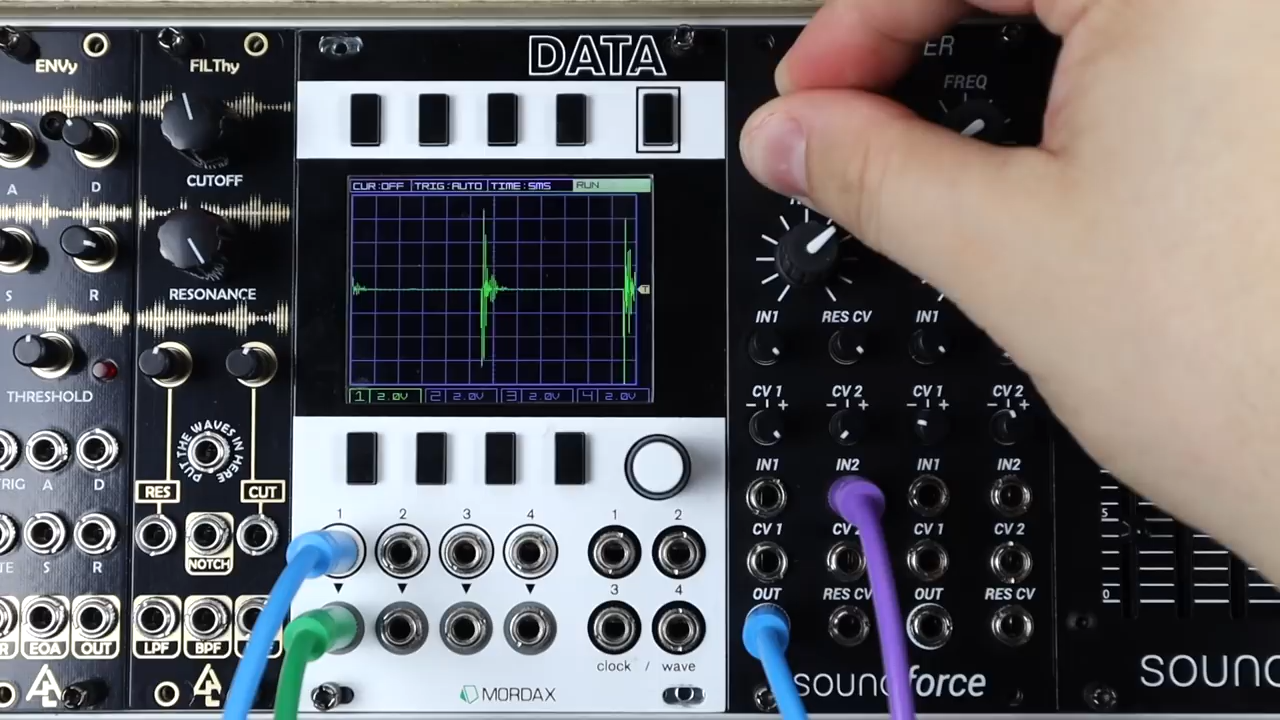 ENVy
FILThy
DATA
ER
FREQ
A
D
CUTOFF
CUR:OFF TRIG:AUTO TIME:5MS RUN
S
R
RESONANCE
THRESHOLD
IN1
RES CV
IN1
1 2.0V 2 2.0V 3 2.0V 4 2.0V
CV 1
CV 2
CV 1
CV 2
- +
- +
- +
- +
PUT THE WAVES IN HERE
TRIG
A
D
RES
CUT
IN1
IN2
IN1
IN2
1 2 3 4 1 2
CV 1
CV 2
CV 1
CV 2
5
S
R
NOTCH
3 4
OUT
RES CV
OUT
RES CV
0
EOA
OUT
LPF
BPF
clock / wave
MORDAX
soundforce
SOUND